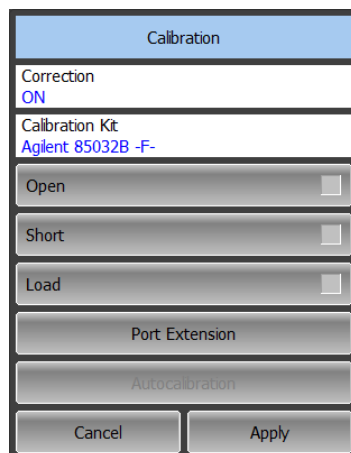 Calibration
Correction
ON
Calibration Kit
Agilent 85032B -F-
Open
Short
Load
Port Extension
Autocalibration
Cancel
Apply